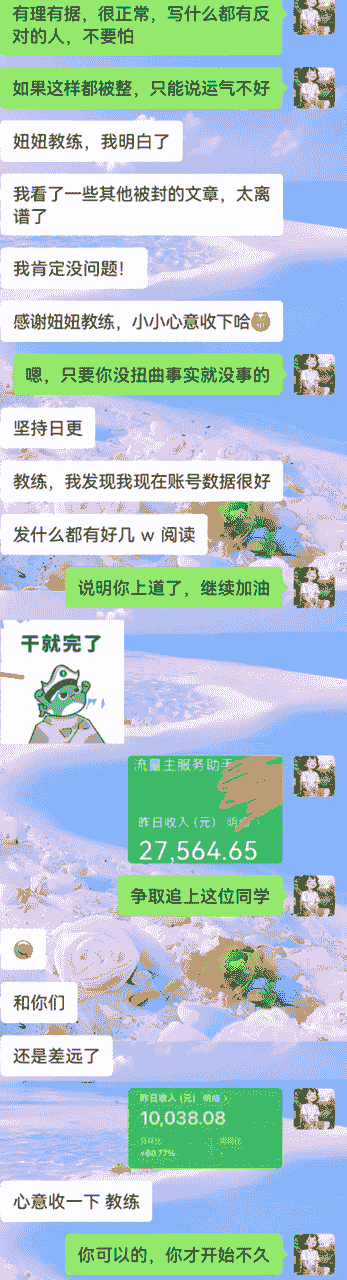 有理有据，很正常，写什么都有反
对的人，不要怕
如果这样都被整，只能说运气不好
妞妞教练，我明白了
我看了一些其他被封的文章，太离
谱了
我肯定没问题！
感谢妞妞教练，小小心意收下哈
嗯，只要你没扭曲事实就没事的
坚持日更
教练，我发现我现在账号数据很好
发什么都有好几 w 阅读
说明你上道了，继续加油
干就完了
流量主服务助手
昨日收入 (元) 明细
27,564.65
争取追上这位同学
和你们
还是差远了
昨日收入 (元) 明细
10,038.08
日环比
+60.77%
心意收一下 教练
你可以的，你才开始不久